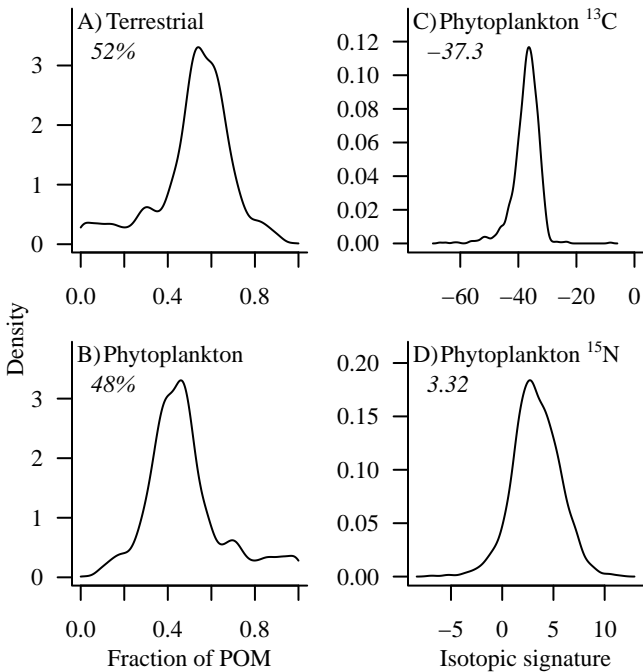 A) Terrestrial
52%
3
2
1
0
0.0 0.4 0.8
C) Phytoplankton ¹³C
−37.3
0.12
0.10
0.08
0.06
0.04
0.02
0.00
−60 −40 −20 0
Density
B) Phytoplankton
48%
3
2
1
0
0.0 0.4 0.8
Fraction of POM
D) Phytoplankton ¹⁵N
3.32
0.20
0.15
0.10
0.05
0.00
−5 0 5 10
Isotopic signature